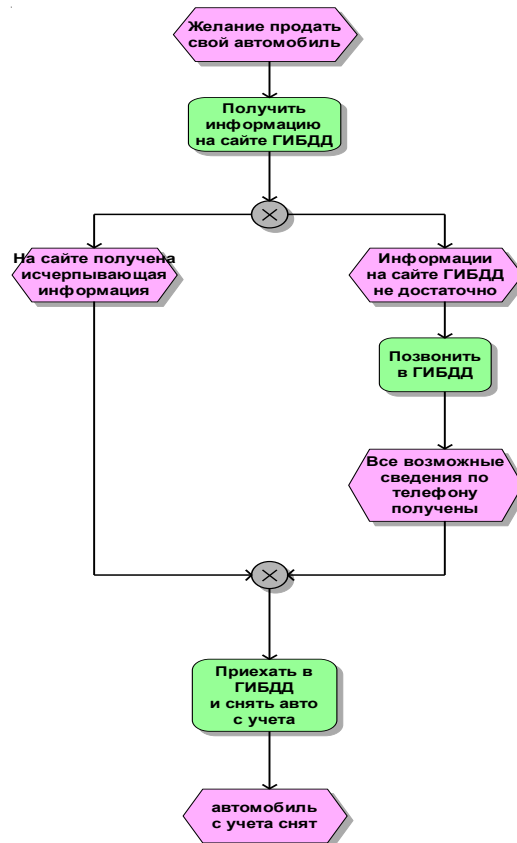 Желание продать
свой автомобиль
Получить
информацию
на сайте ГИБДД
На сайте получена
исчерпывающая
информация
Информации
на сайте ГИБДД
не достаточно
Позвонить
в ГИБДД
Все возможные
сведения по
телефону
получены
Приехать в
ГИБДД
и снять авто
с учета
автомобиль
с учета снят